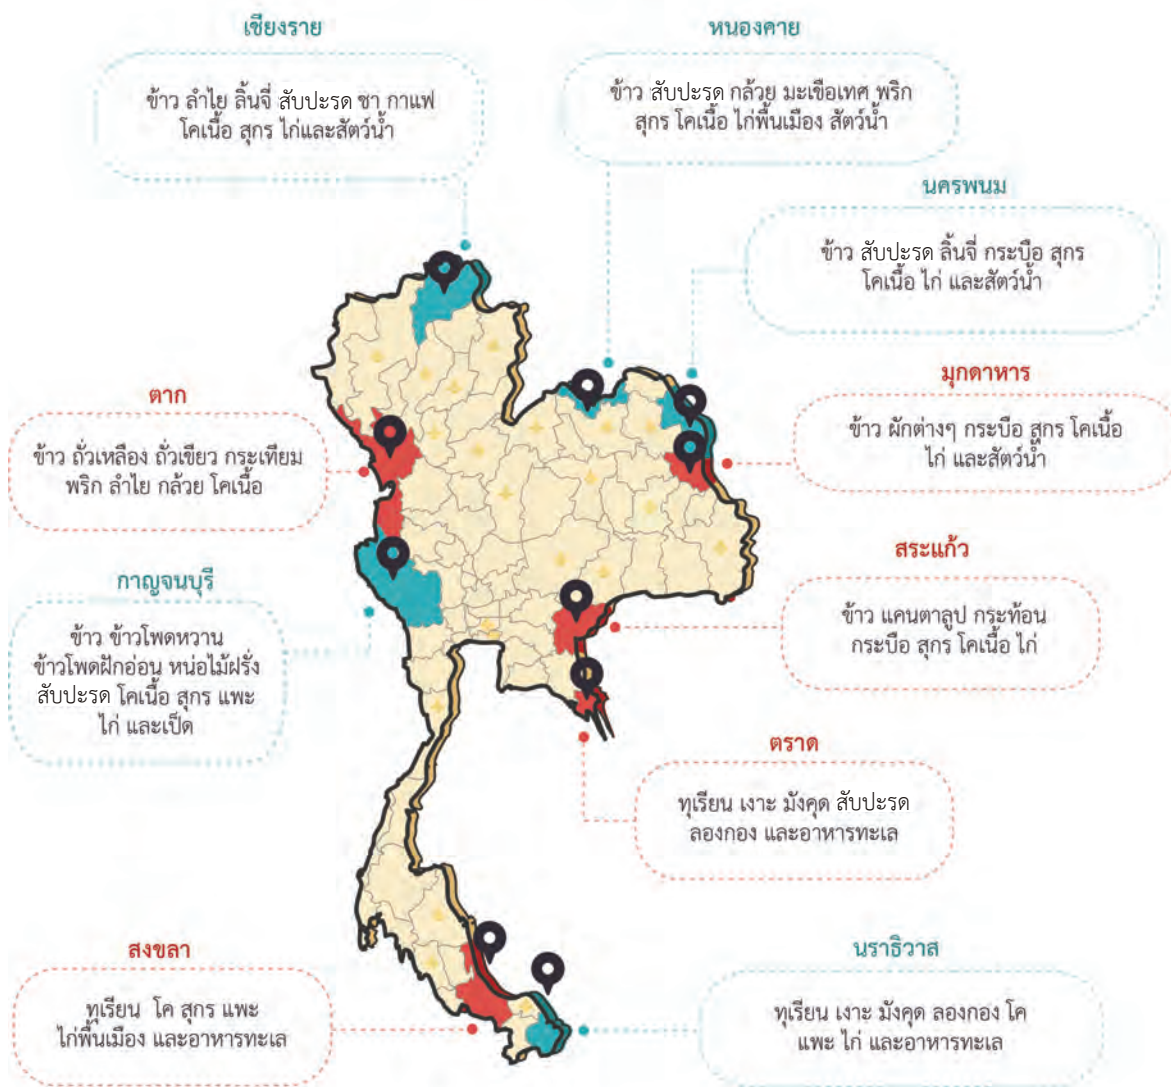 เชียงราย
ข้าว ลำไย ลิ้นจี่ สับปะรด ชา กาแฟ
โคเนื้อ สุกร ไก่และสัตว์น้ำ
หนองคาย
ข้าว สับปะรด กล้วย มะเขือเทศ พริก
สุกร โคเนื้อ ไก่พื้นเมือง สัตว์น้ำ
นครพนม
ข้าว สับปะรด ลิ้นจี่ กระบือ สุกร
โคเนื้อ ไก่ และสัตว์น้ำ
มุกดาหาร
ข้าว ผักต่างๆ กระบือ สุกร โคเนื้อ
ไก่ และสัตว์น้ำ
ตาก
ข้าว ถั่วเหลือง ถั่วเขียว กระเทียม
พริก ลำไย กล้วย โคเนื้อ
สระแก้ว
ข้าว แคนตาลูป กระท้อน
กระบือ สุกร โคเนื้อ ไก่
กาญจนบุรี
ข้าว ข้าวโพดหวาน
ข้าวโพดฝักอ่อน หน่อไม้ฝรั่ง
สับปะรด โคเนื้อ สุกร แพะ
ไก่ และเป็ด
ตราด
ทุเรียน เงาะ มังคุด สับปะรด
ลองกอง และอาหารทะเล
สงขลา
ทุเรียน โค สุกร แพะ
ไก่พื้นเมือง และอาหารทะเล
นราธิวาส
ทุเรียน เงาะ มังคุด ลองกอง โค
แพะ ไก่ และอาหารทะเล